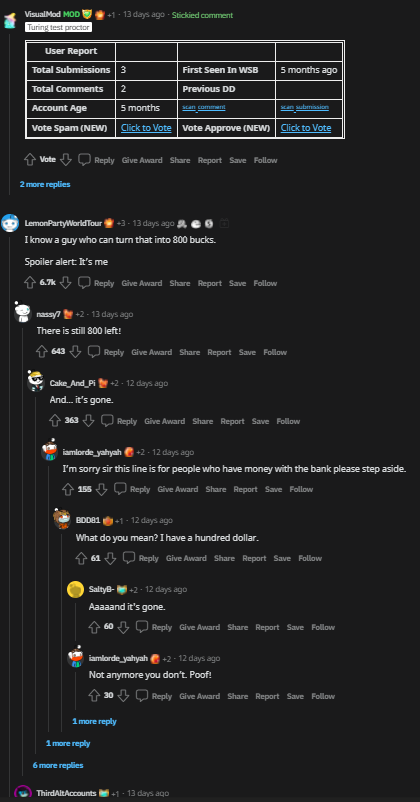 VisualMod MOD +1 · 13 days ago · Stickied comment
Turing test proctor
User Report
Total Submissions 3 First Seen In WSB 5 months ago
Total Comments 2 Previous DD
Account Age 5 months scan comment scan submission
Vote Spam (NEW) Click to Vote Vote Approve (NEW) Click to Vote
Vote Reply Give Award Share Report Save Follow
2 more replies
LemonPartyWorldTour +3 · 13 days ago
I know a guy who can turn that into 800 bucks.
Spoiler alert: It's me
6.7k Reply Give Award Share Report Save Follow
nassy7 +2 · 13 days ago
There is still 800 left!
643 Reply Give Award Share Report Save Follow
Cake_And_Pi +2 · 12 days ago
And... it's gone.
363 Reply Give Award Share Report Save Follow
iamlorde_yahyah +2 · 12 days ago
I'm sorry sir this line is for people who have money with the bank please step aside.
155 Reply Give Award Share Report Save Follow
BDD81 +1 · 12 days ago
What do you mean? I have a hundred dollar.
61 Reply Give Award Share Report Save Follow
SaltyB- +2 · 12 days ago
Aaaaand it's gone.
60 Reply Give Award Share Report Save Follow
iamlorde_yahyah +2 · 12 days ago
Not anymore you don't. Poof!
30 Reply Give Award Share Report Save Follow
1 more reply
1 more reply
6 more replies
ThirdAltAccounts +1 · 13 days ago